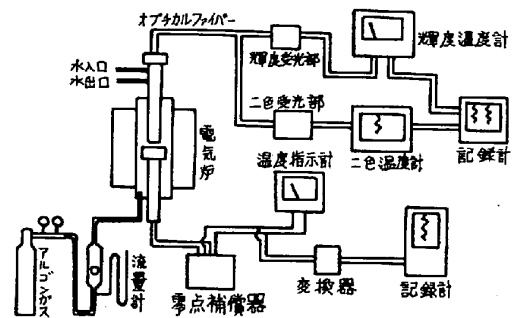 オプチカルファイバー
水入口
水出口
輝度受光部
輝度温度計
二色受光部
電気炉
二色温度計
記録計
温度指示計
アルゴンガス
流量計
零点補償器
変換器
記録計